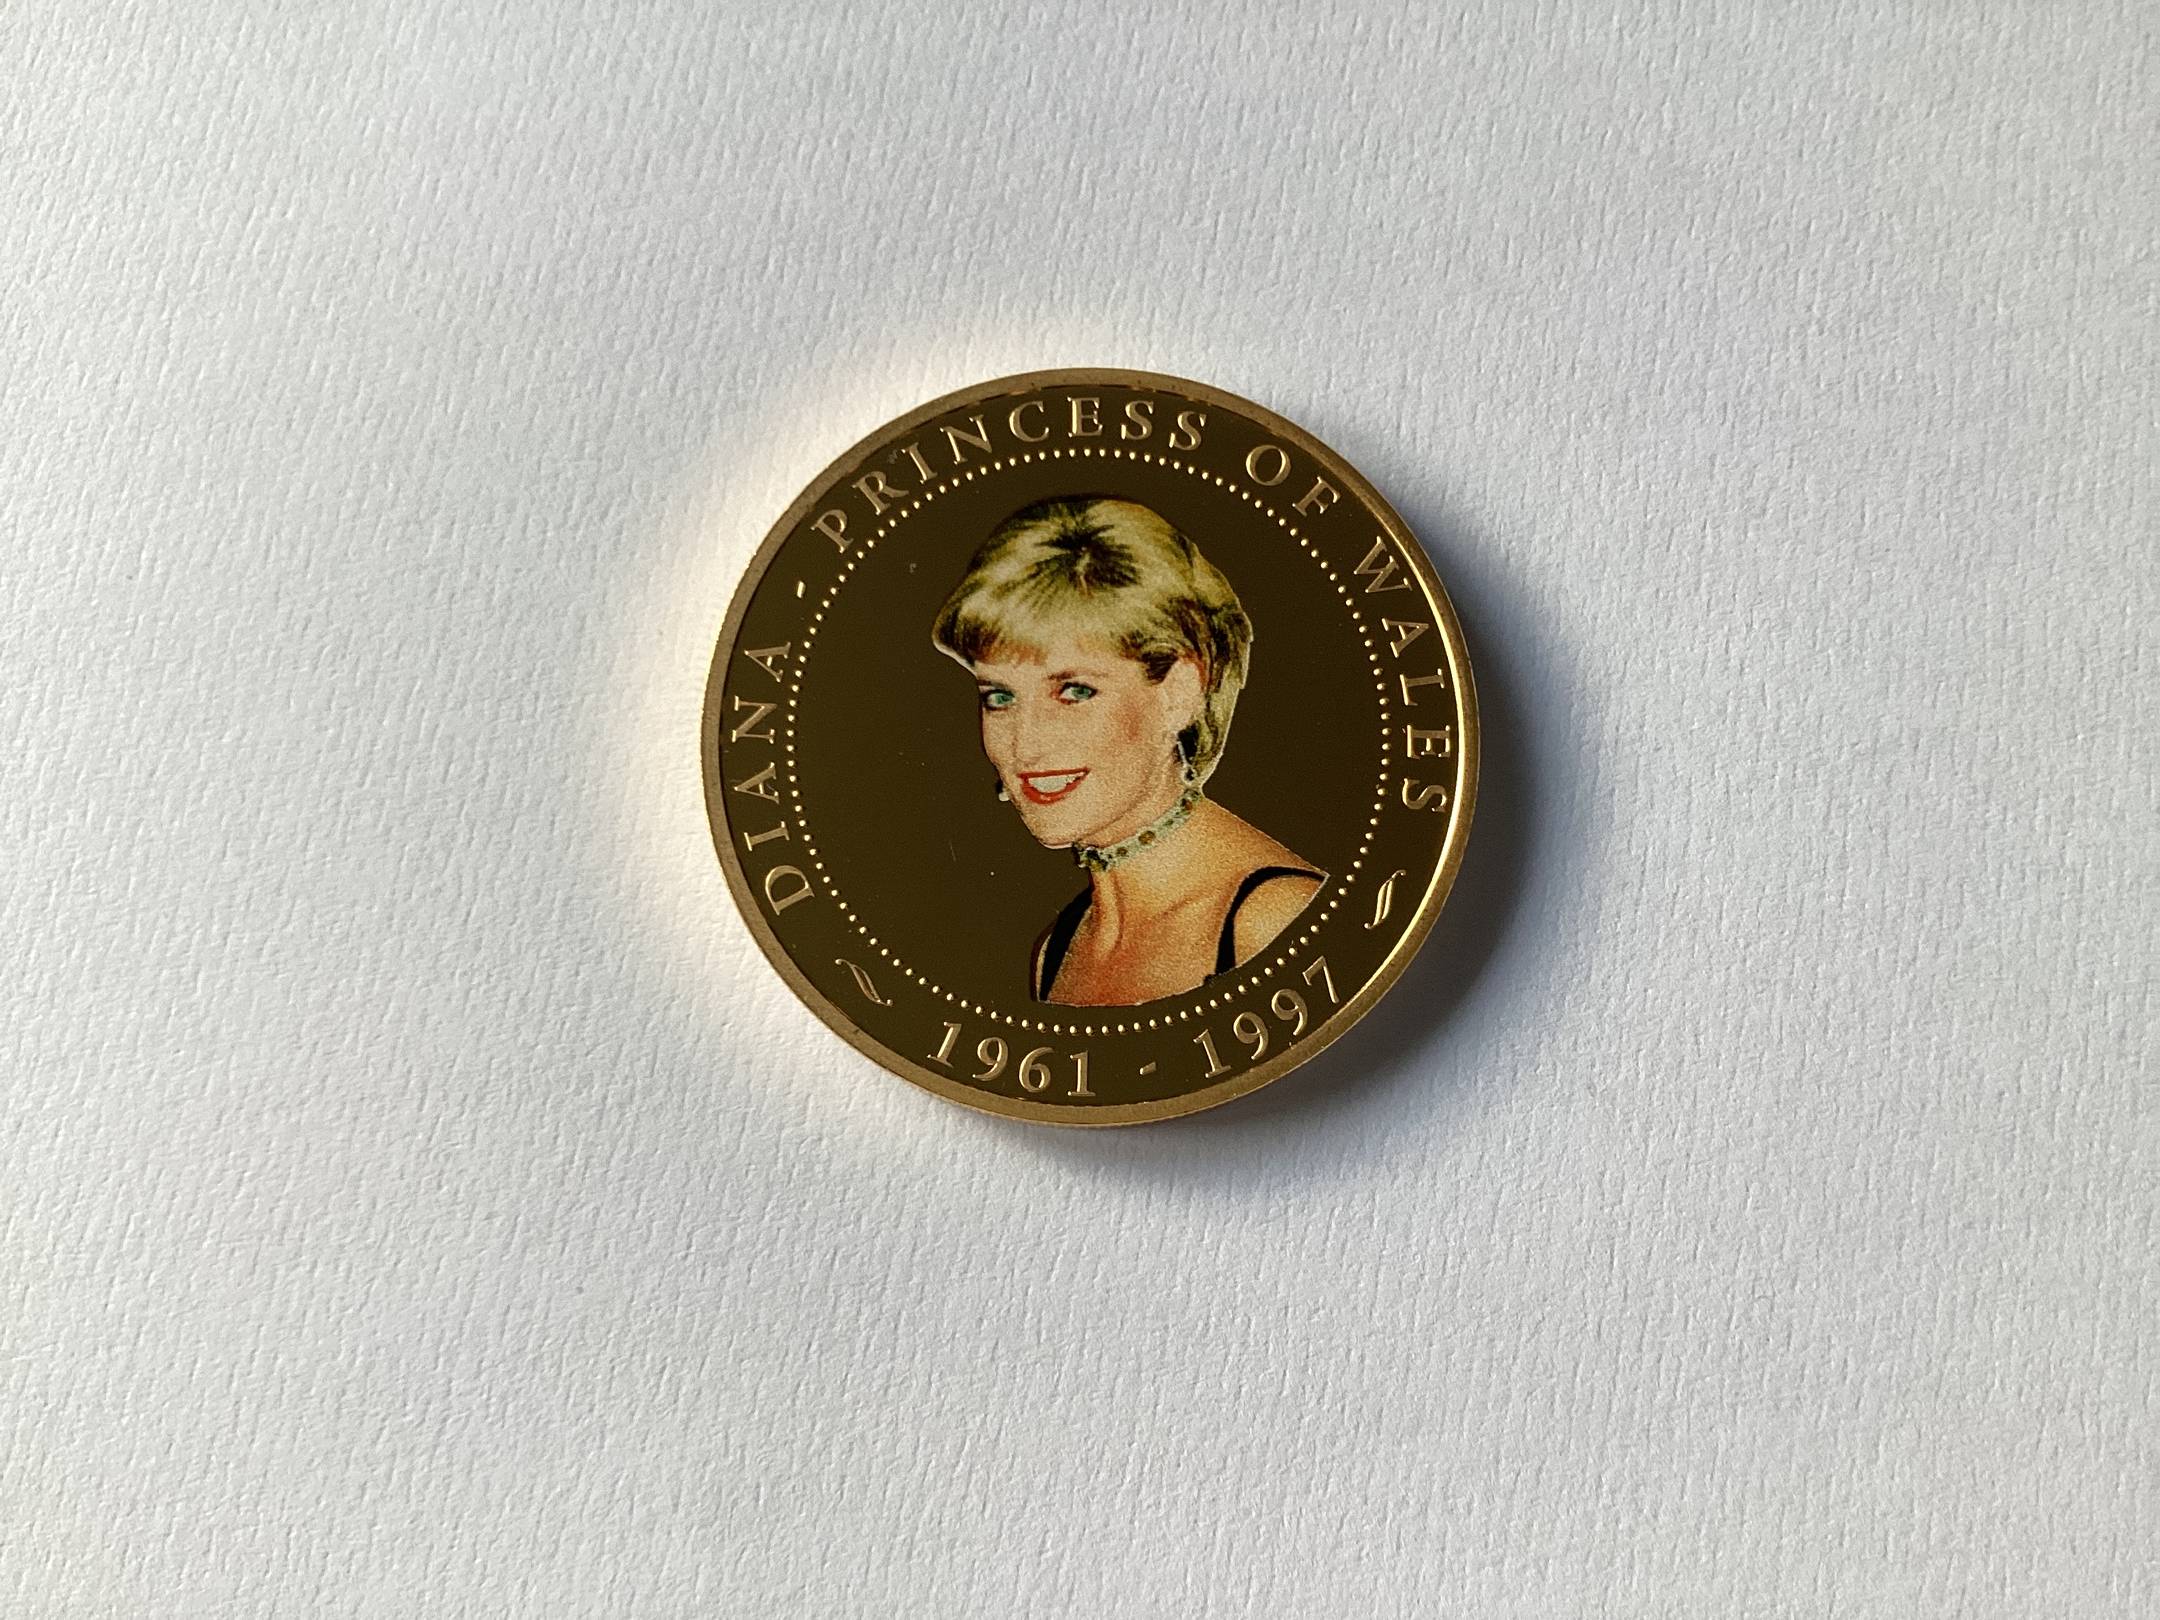 DIANA - PRINCESS OF WALES
1961 - 1997